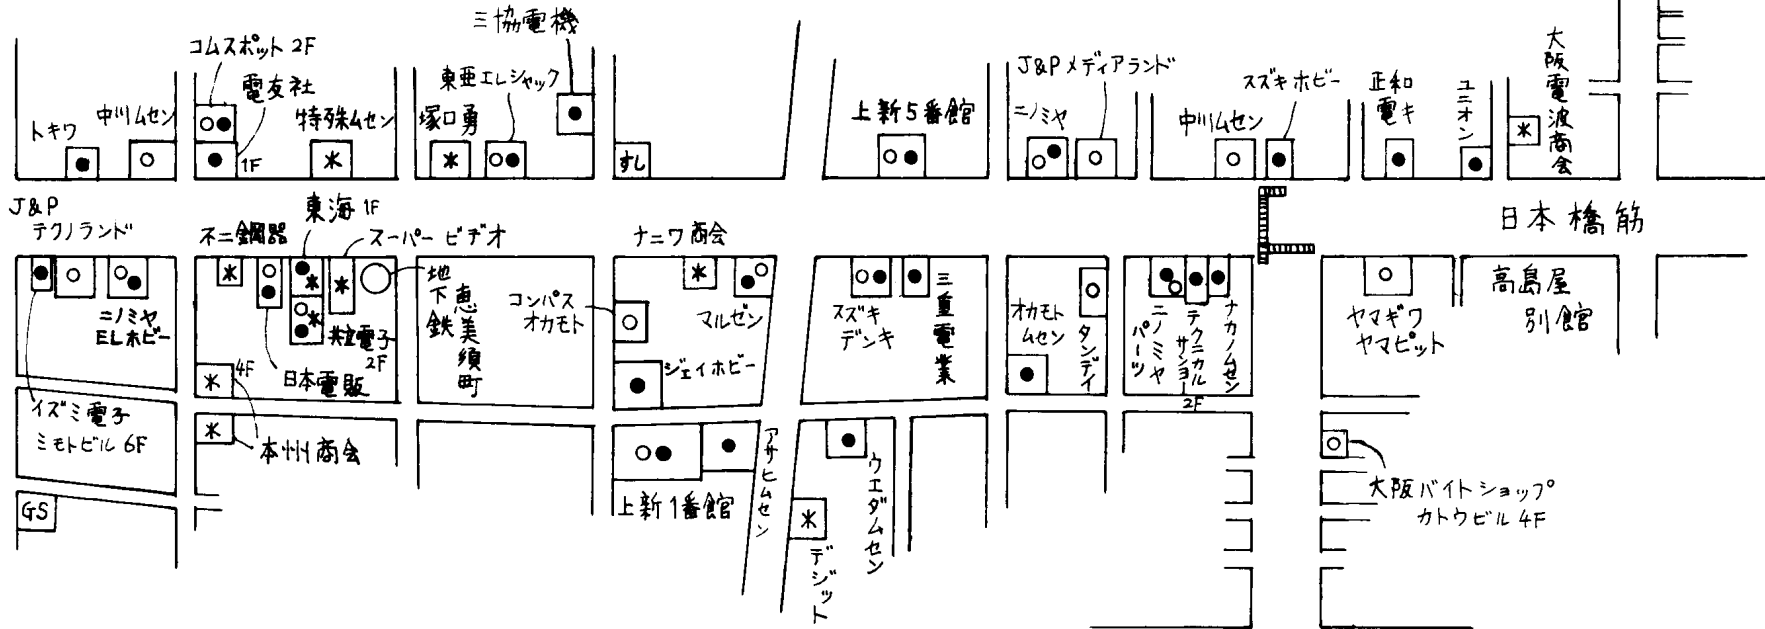 三協電機
コムスポット 2F
電友社
1F
東亜エレショック
J&Pメディアランド
スズキホビー
大阪電波商会
トキワ
中川ムセン
特殊ムセン
塚口勇
すし
上新5番館
ニノミヤ
中川ムセン
正和
電キ
ユニオン
J&P
テクノランド
東海 1F
不二鋼器
スーパービデオ
ナニワ商会
日本橋筋
地下鉄
恵美須町
ニノミヤ
ELホビー
共立電子
2F
日本電販
4F
コンパス
オカモト
マルゼン
ジェイホビー
スズキ
デンキ
三重電業
オカモト
ムセン
タンデイ
ニノミヤ
パーツ
テクニカル
サンヨー
2F
ナカノムセン
ヤマギワ
ヤマピット
高島屋
別館
イズミ電子
ミモトビル 6F
本州商会
GS
上新1番館
アサヒムセン
ウエダムセン
デジット
大阪バイトショップ
カトウビル 4F